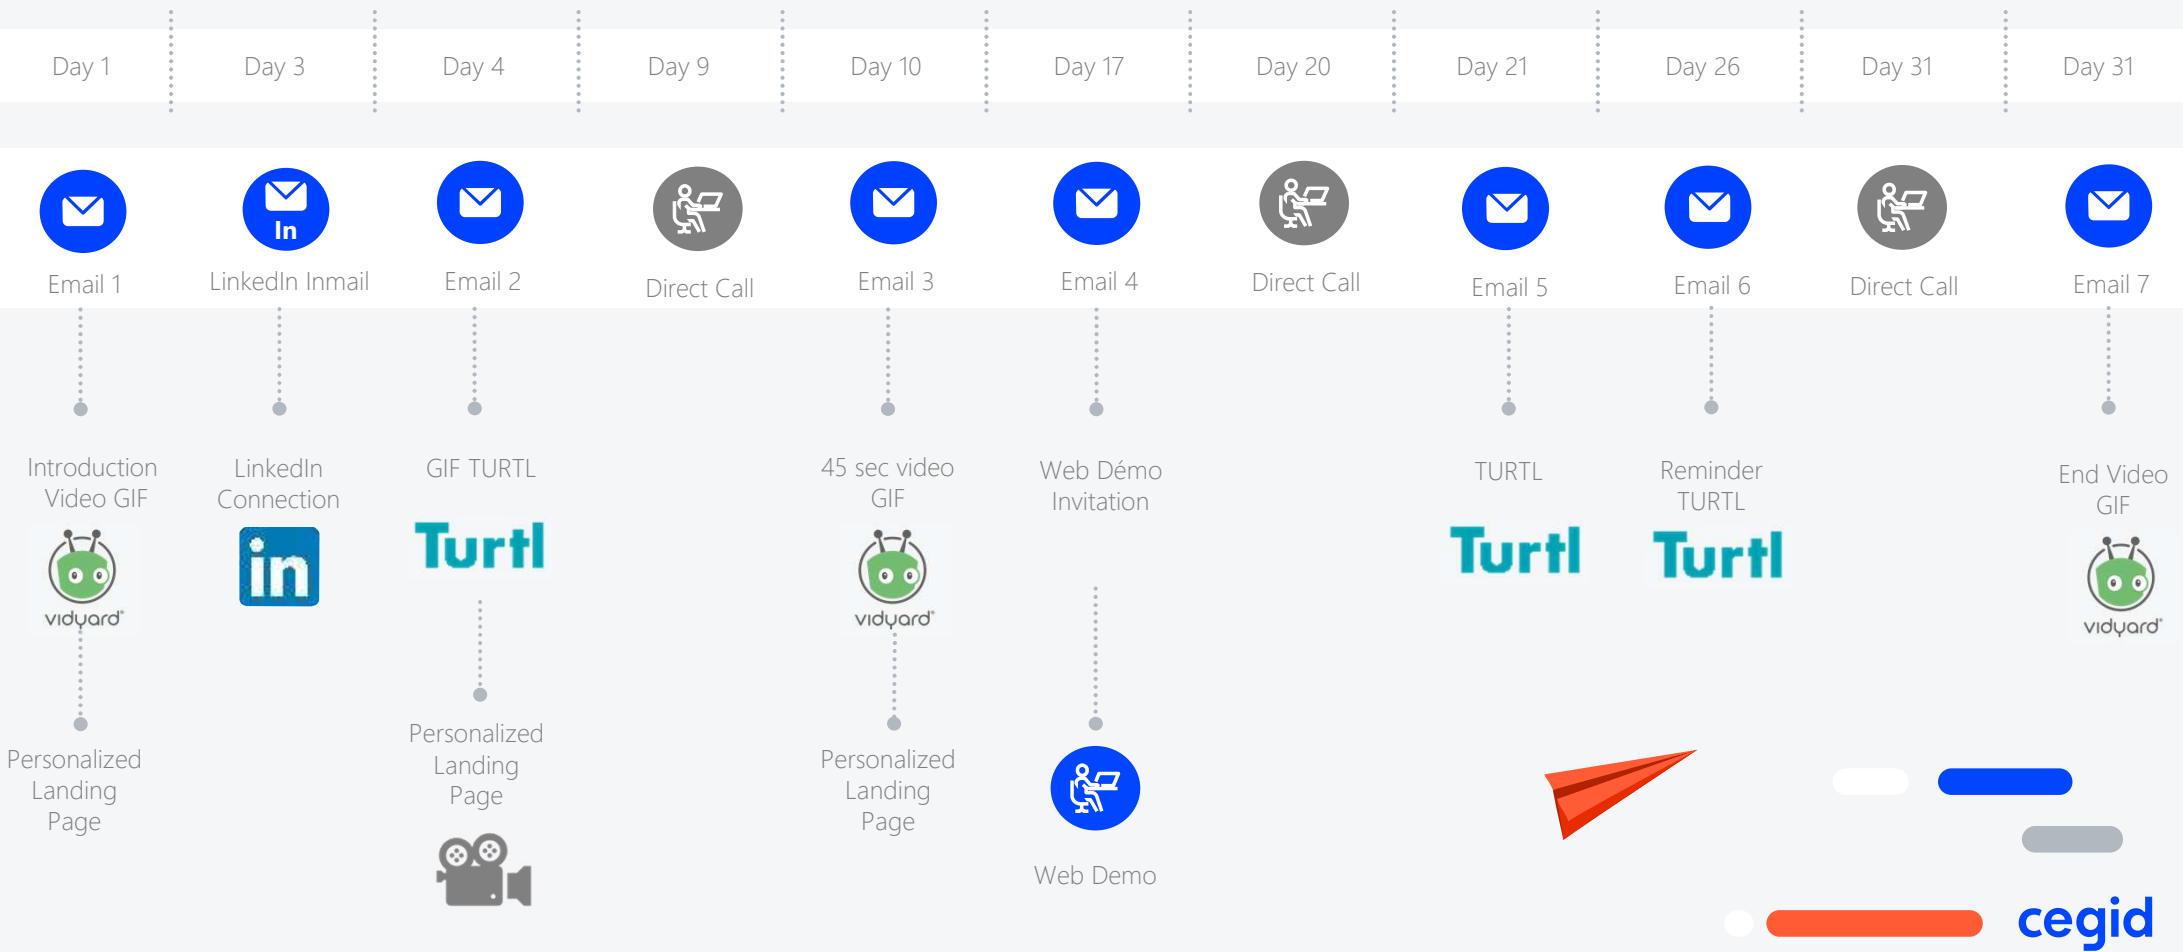 Day 1
Day 3
Day 4
Day 9
Day 10
Day 17
Day 20
Day 21
Day 26
Day 31
Day 31
In
Email 1
LinkedIn Inmail
Email 2
Direct Call
Email 3
Email 4
Direct Call
Email 5
Email 6
Direct Call
Email 7
Introduction
Video GIF
vidyard
Personalized
Landing
Page
LinkedIn
Connection
in
GIF TURTL
Turtl
Personalized
Landing
Page
45 sec video
GIF
vidyard
Personalized
Landing
Page
Web Démo
Invitation
Web Demo
TURTL
Turtl
Reminder
TURTL
Turtl
End Video
GIF
vidyard
cegid